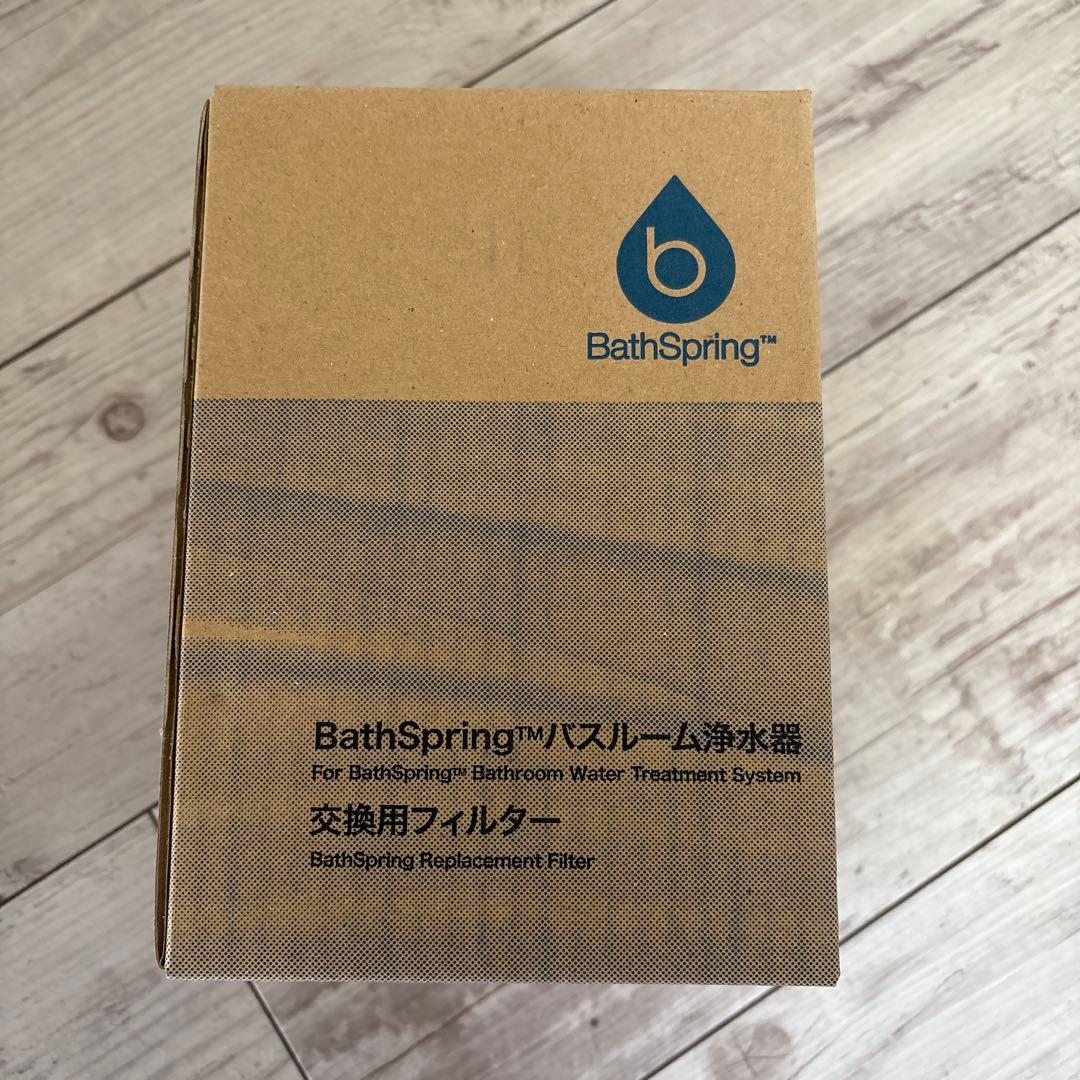 b
BathSpring™
BathSpring™バスルーム浄水器
For BathSpring™ Bathroom Water Treatment System
交換用フィルター
BathSpring Replacement Filter